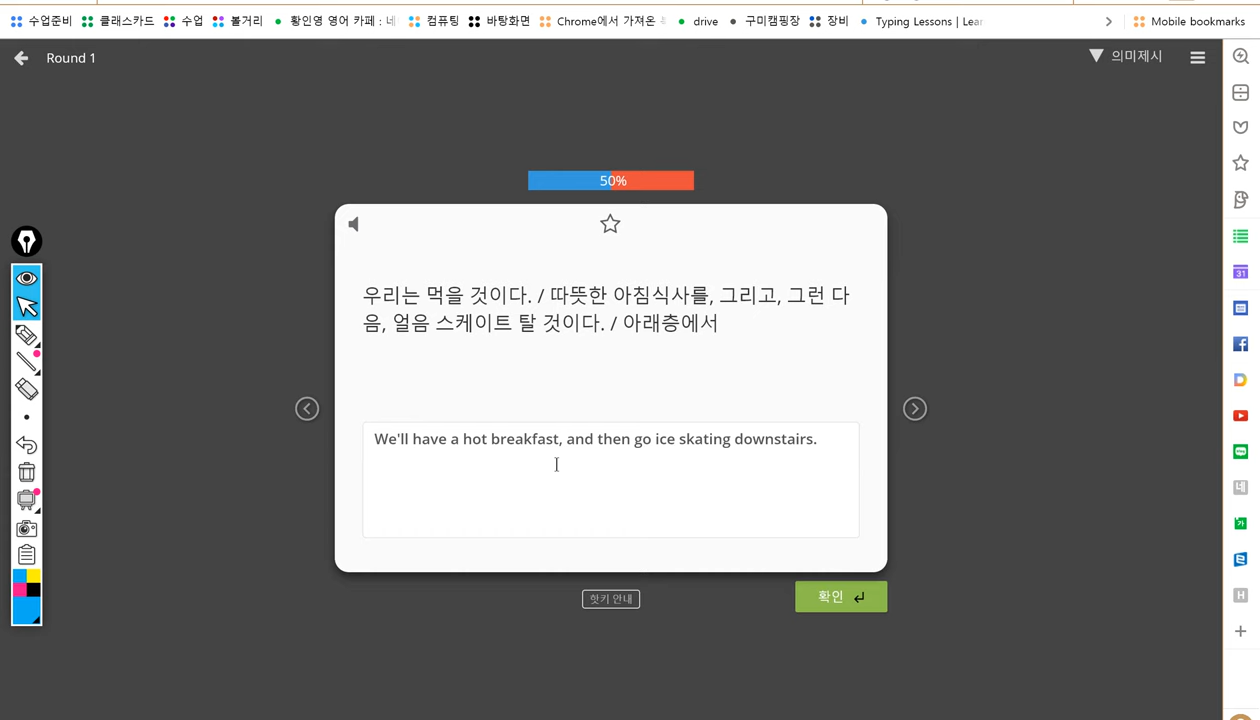 수업준비 클래스카드 수업 볼거리 황인영 영어 카페 : 네 컴퓨팅 바탕화면 Chrome에서 가져온 drive 구미캠핑장 장비 Typing Lessons | Lear Mobile bookmarks
Round 1
의미제시
50%
우리는 먹을 것이다. / 따뜻한 아침식사를, 그리고, 그런 다
음, 얼음 스케이트 탈 것이다. / 아래층에서
We'll have a hot breakfast, and then go ice skating downstairs.
핫키 안내
확인
31